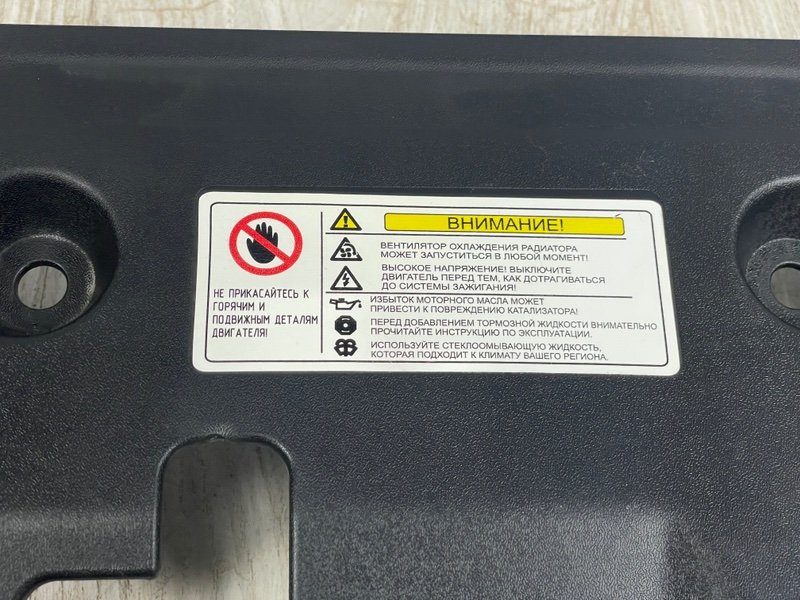 ВНИМАНИЕ!
ВЕНТИЛЯТОР ОХЛАЖДЕНИЯ РАДИАТОРА
МОЖЕТ ЗАПУСТИТЬСЯ В ЛЮБОЙ МОМЕНТ!
ВЫСОКОЕ НАПРЯЖЕНИЕ! ВЫКЛЮЧИТЕ
ДВИГАТЕЛЬ ПЕРЕД ТЕМ, КАК ДОТРАГИВАТЬСЯ
ДО СИСТЕМЫ ЗАЖИГАНИЯ!
НЕ ПРИКАСАЙТЕСЬ К
ГОРЯЧИМ И
ПОДВИЖНЫМ ДЕТАЛЯМ
ДВИГАТЕЛЯ!
ИЗБЫТОК МОТОРНОГО МАСЛА МОЖЕТ
ПРИВЕСТИ К ПОВРЕЖДЕНИЮ КАТАЛИЗАТОРА!
ПЕРЕД ДОБАВЛЕНИЕМ ТОРМОЗНОЙ ЖИДКОСТИ ВНИМАТЕЛЬНО
ПРОЧИТАЙТЕ ИНСТРУКЦИЮ ПО ЭКСПЛУАТАЦИИ.
ИСПОЛЬЗУЙТЕ СТЕКЛООМЫВАЮЩУЮ ЖИДКОСТЬ,
КОТОРАЯ ПОДХОДИТ К КЛИМАТУ ВАШЕГО РЕГИОНА.